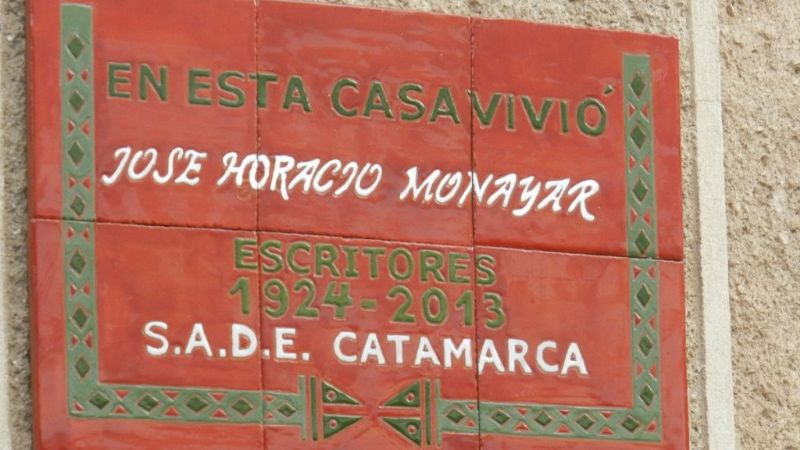 EN ESTA CASA VIVIÓ
JOSE HORACIO MONAYAR
ESCRITORES
1924-2013
S.A.D.E. CATAMARCA